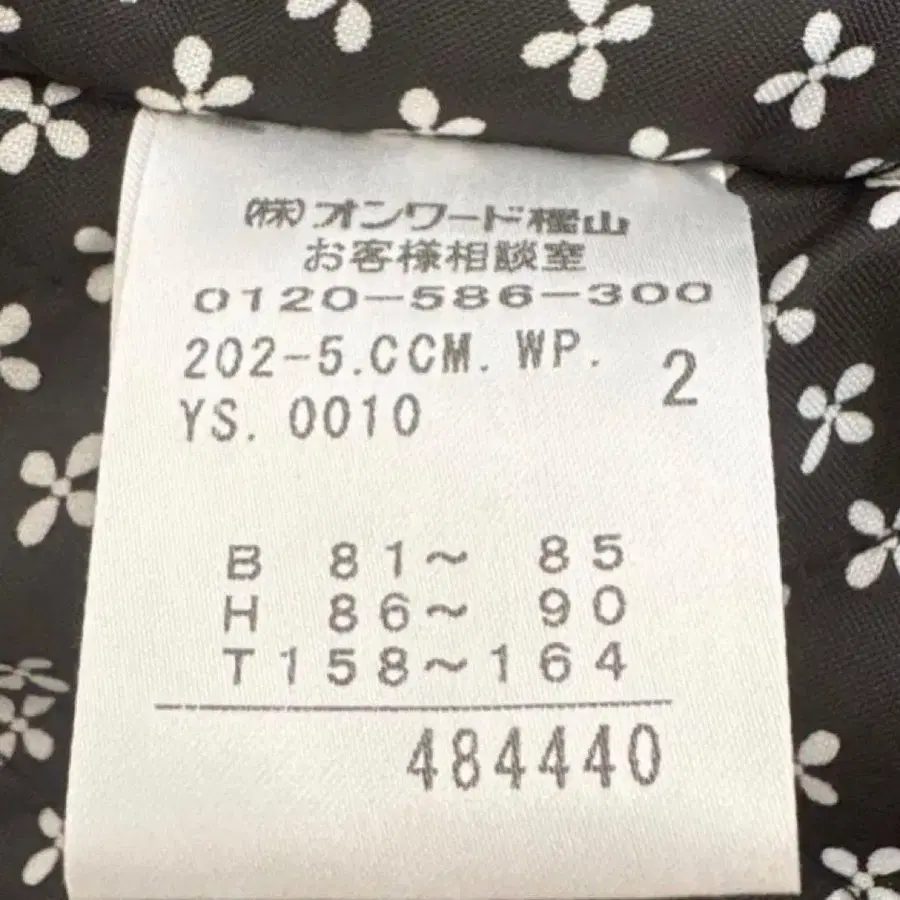 (株)オンワード樫山
お客様相談室
0120-586-300
202-5.CCM.WP. 2
YS.0010
B 81~ 85
H 86~ 90
T158~164
484440